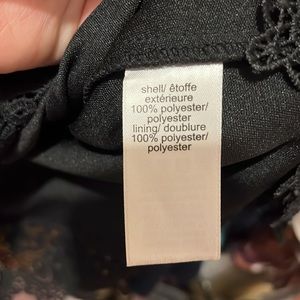 shell/ étoffe
extérieure
100% polyester/
polyester
lining/ doublure
100% polyester/
polyester